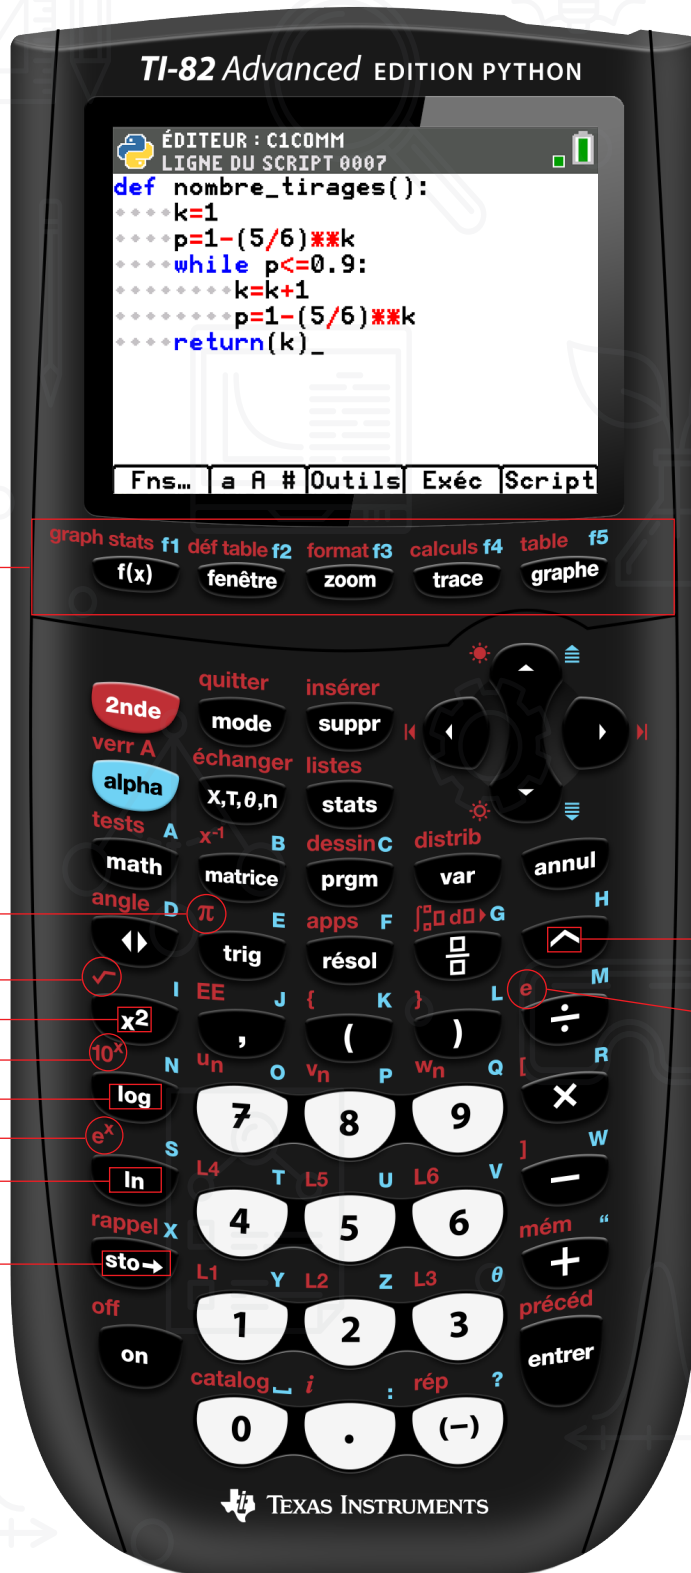 TI-82 Advanced EDITION PYTHON
ÉDITEUR : C1COMM
LIGNE DU SCRIPT 0007
def nombre_tirages():
k=1
p=1-(5/6)**k
while p<=0.9:
k=k+1
p=1-(5/6)**k
return(k)_
Fns… a A # Outils Exéc Script
graph stats f1 déf table f2 format f3 calculs f4 table f5
f(x) fenêtre zoom trace graphe
quitter insérer
2nde mode suppr
verr A échanger listes
alpha X,T,θ,n stats
tests A x-1 B dessin C distrib
math matrice prgm var annul
angle D π E apps F ∫▯d▯ G H
trig résol
√ I EE J { K } L e M
x² , ( ) ÷
10ˣ N un O vn P wn Q [ R
log 7 8 9 ×
eˣ S L4 T L5 U L6 V ] W
ln 4 5 6 −
rappel X L1 Y L2 Z L3 θ mém “
sto→ 1 2 3 +
off catalog i : rép ? précéd
on 0 . (−) entrer
TEXAS INSTRUMENTS